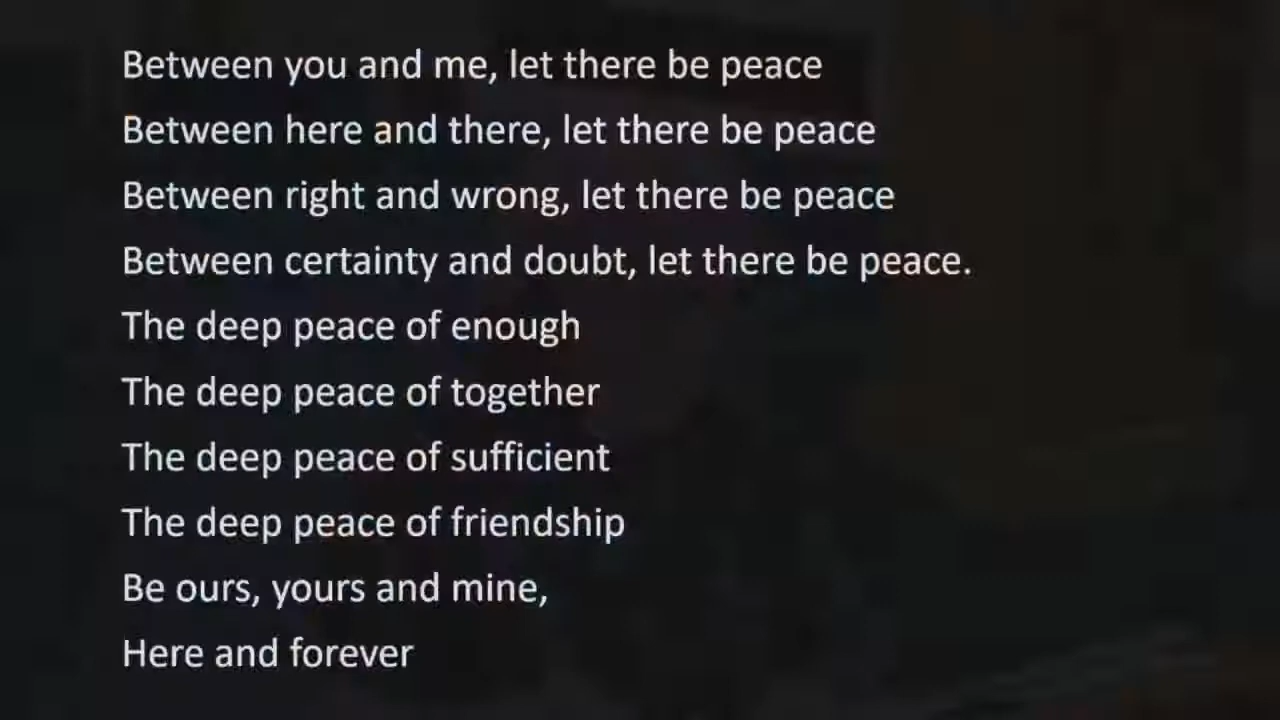 Between you and me, let there be peace
Between here and there, let there be peace
Between right and wrong, let there be peace
Between certainty and doubt, let there be peace.
The deep peace of enough
The deep peace of together
The deep peace of sufficient
The deep peace of friendship
Be ours, yours and mine,
Here and forever